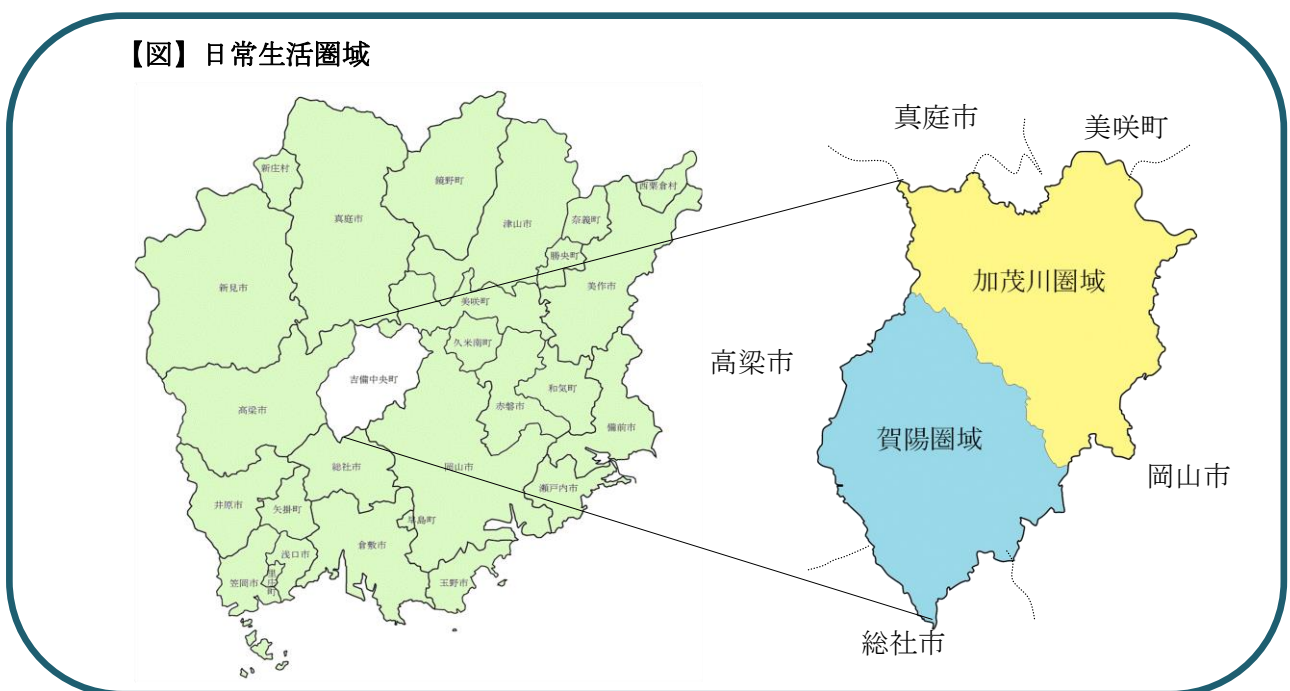 【図】日常生活圏域
新庄村
真庭市
鏡野町
津山市
奈義町
西粟倉村
勝央町
美作市
新見市
美咲町
久米南町
吉備中央町
高梁市
赤磐市
和気町
備前市
総社市
岡山市
瀬戸内市
井原市
矢掛町
早島町
倉敷市
浅口市
里庄町
笠岡市
玉野市
真庭市
美咲町
加茂川圏域
高梁市
賀陽圏域
岡山市
総社市